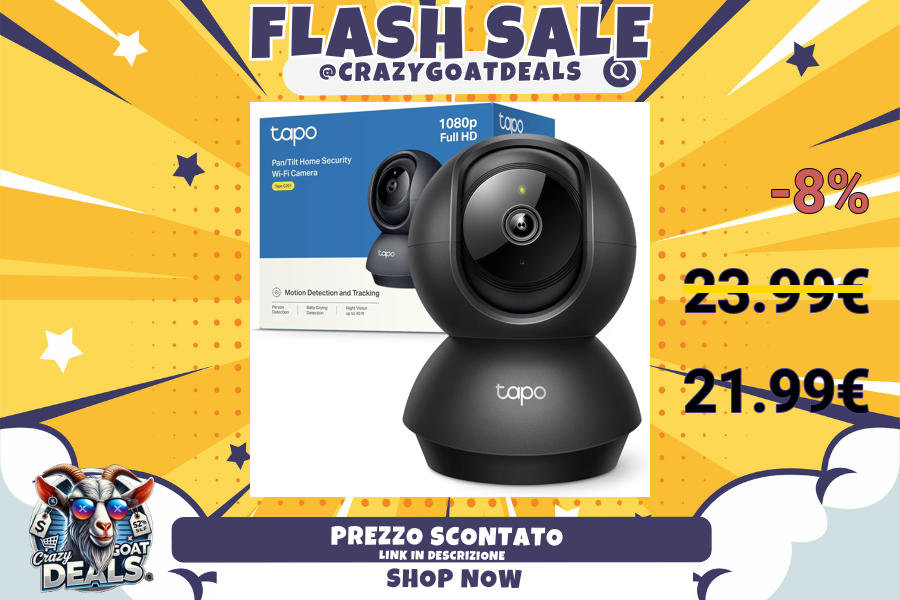 FLASH SALE
@CRAZYGOATDEALS
tapo
1080p
Full HD
tapo
Pan/Tilt Home Security
Wi-Fi Camera
Tapo C201
tapo
Motion Detection and Tracking
Person
Detection
Baby Crying
Detection
Night Vision
up to 40 ft
tapo
-8%
23.99€
21.99€
$
52%
Crazy
GOAT
DEALS
PREZZO SCONTATO
LINK IN DESCRIZIONE
SHOP NOW